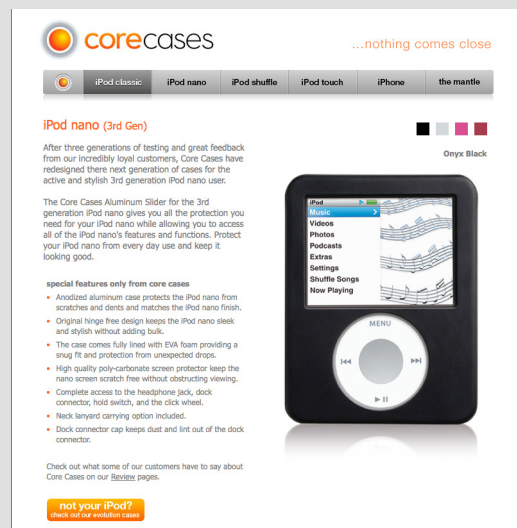 corecases
...nothing comes close
iPod classic iPod nano iPod shuffle iPod touch iPhone the mantle
iPod nano (3rd Gen)
After three generations of testing and great feedback
from our incredibly loyal customers, Core Cases have
redesigned there next generation of cases for the
active and stylish 3rd generation iPod nano user.
The Core Cases Aluminum Slider for the 3rd
generation iPod nano gives you all the protection you
need for your iPod nano while allowing you to access
all of the iPod nano's features and functions. Protect
your iPod nano from every day use and keep it
looking good.
special features only from core cases
• Anodized aluminum case protects the iPod nano from
scratches and dents and matches the iPod nano finish.
• Original hinge free design keeps the iPod nano sleek
and stylish without adding bulk.
• The case comes fully lined with EVA foam providing a
snug fit and protection from unexpected drops.
• High quality poly-carbonate screen protector keep the
nano screen scratch free without obstructing viewing.
• Complete access to the headphone jack, dock
connector, hold switch, and the click wheel.
• Neck lanyard carrying option included.
• Dock connector cap keeps dust and lint out of the dock
connector.
Check out what some of our customers have to say about
Core Cases on our Review pages.
not your iPod?
check out our evolution cases
Onyx Black
iPod
Music
Videos
Photos
Podcasts
Extras
Settings
Shuffle Songs
Now Playing
MENU